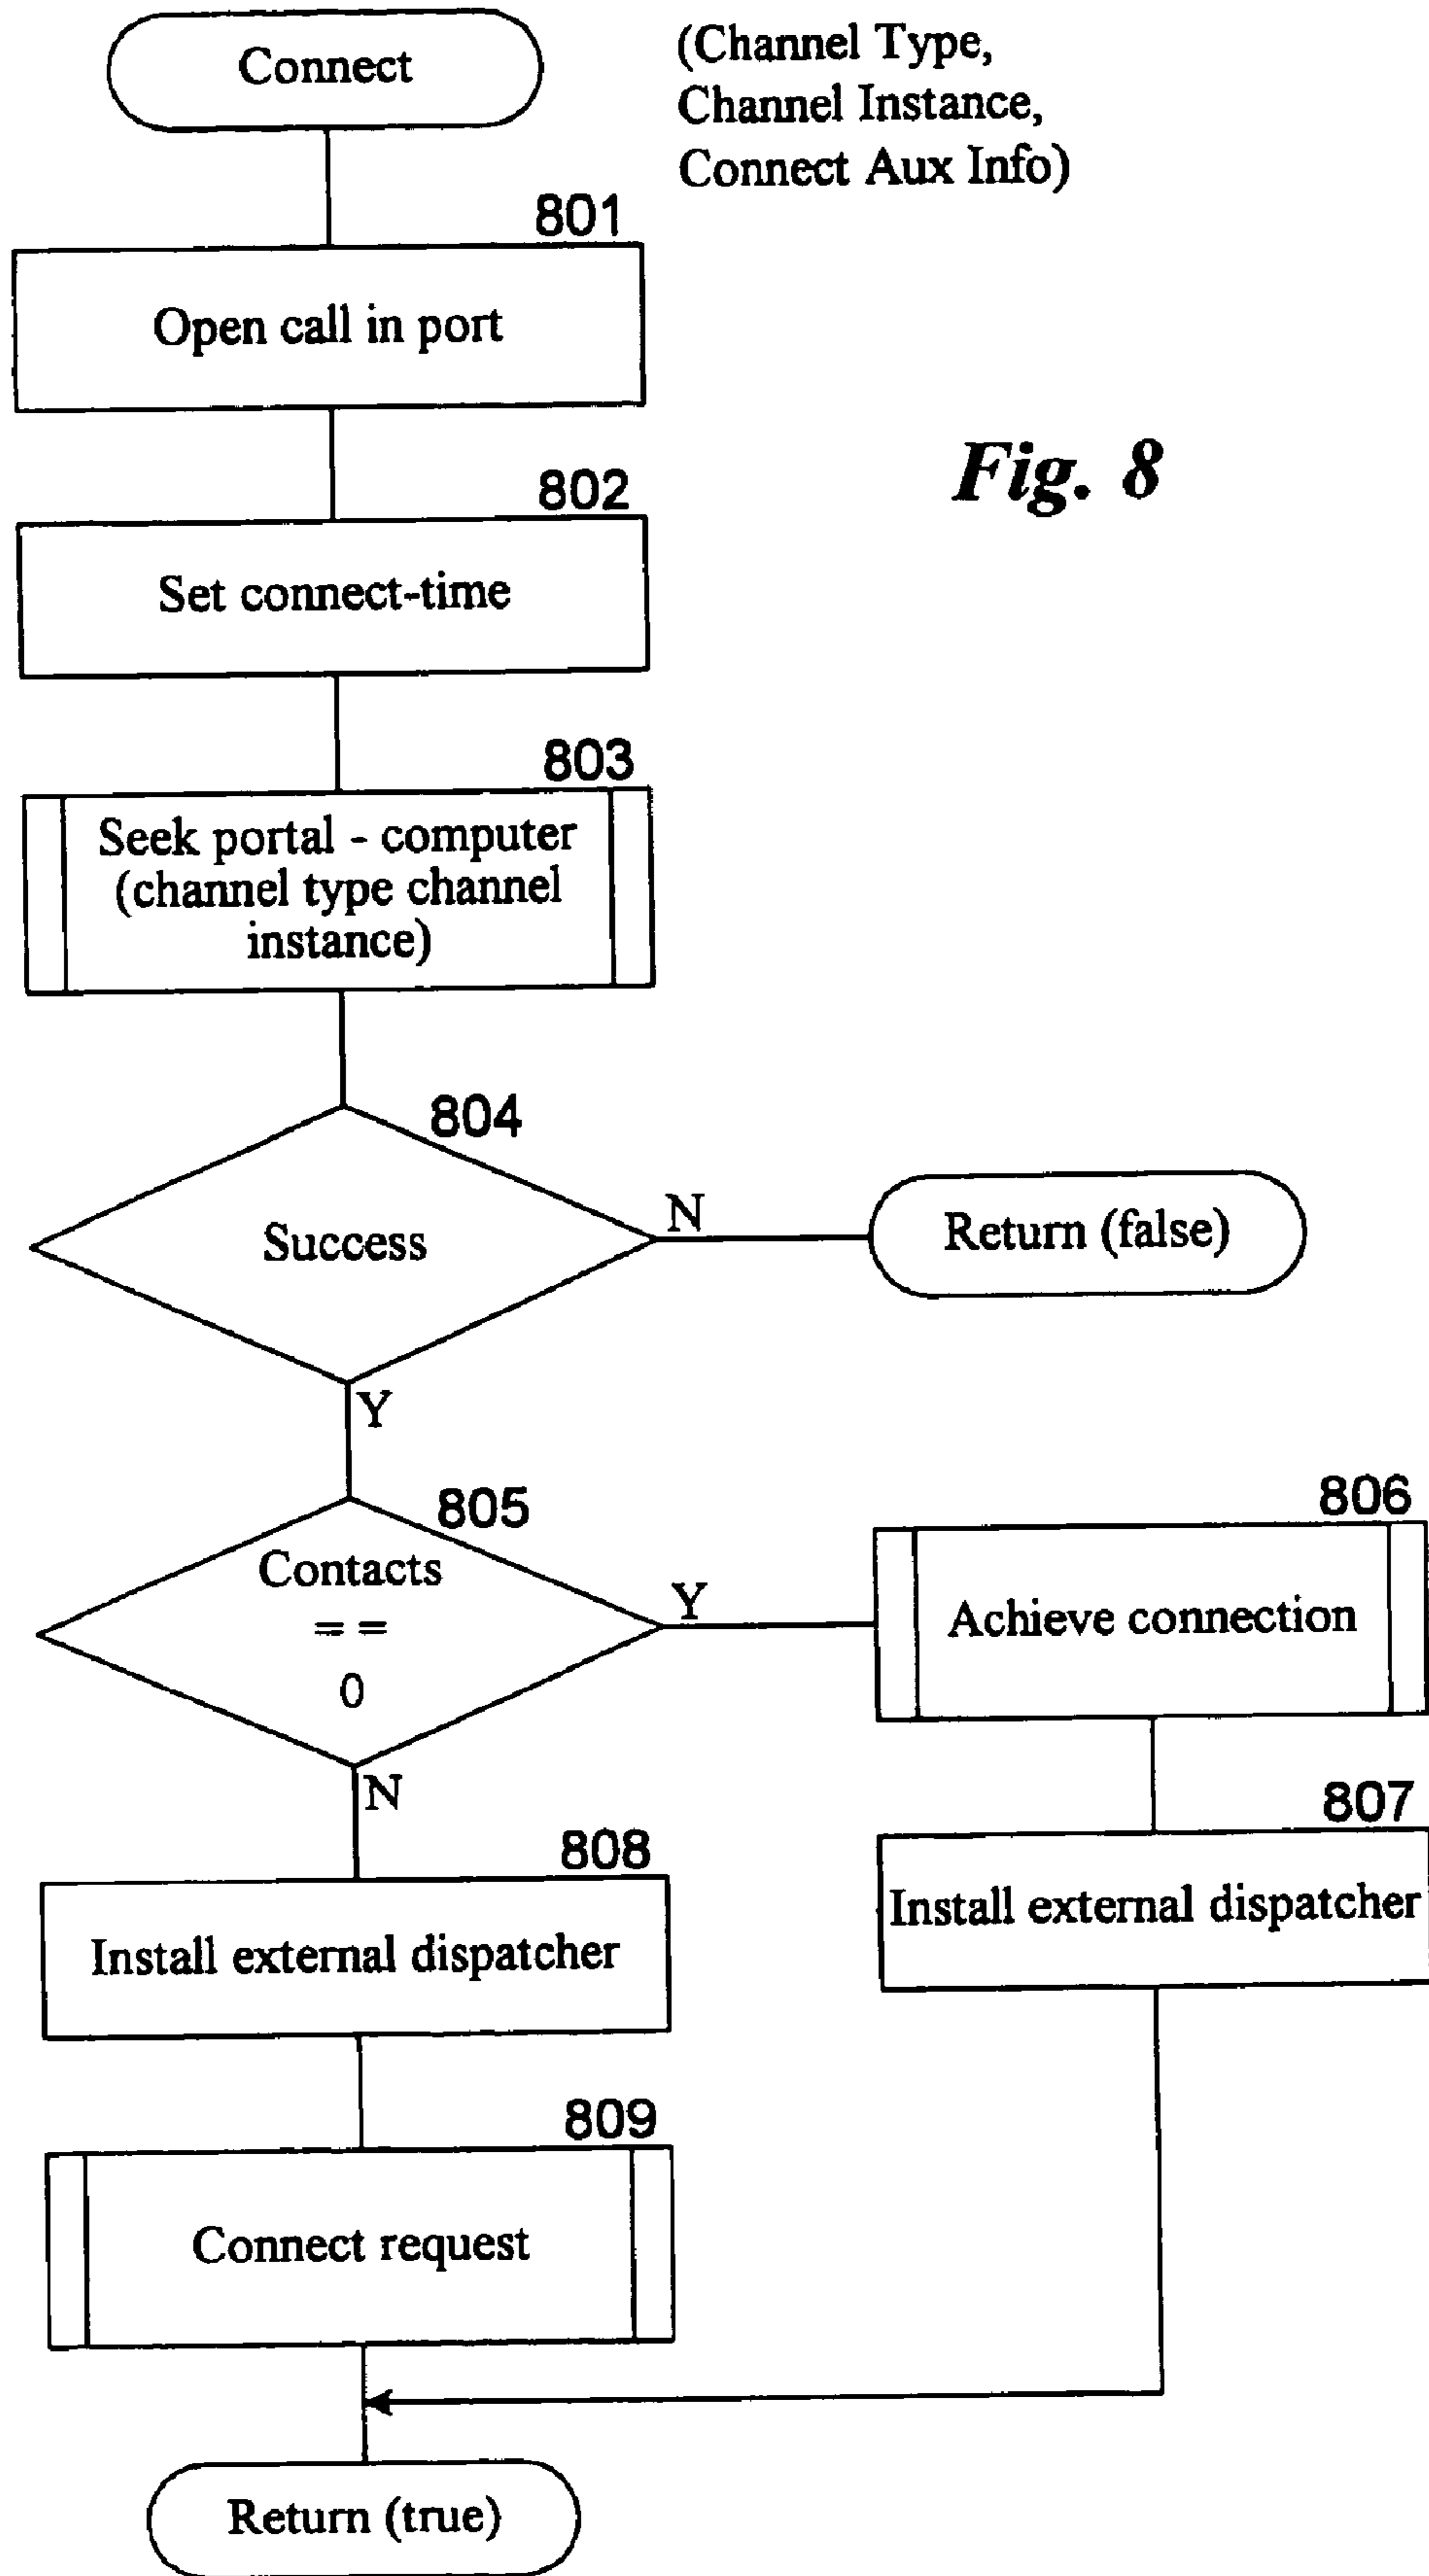 Connect
(Channel Type,
Channel Instance,
Connect Aux Info)
801
Open call in port
Fig. 8
802
Set connect-time
803
Seek portal - computer
(channel type channel
instance)
804
Success
N
Return (false)
Y
805
Contacts
= =
0
Y
806
Achieve connection
N
807
Install external dispatcher
808
Install external dispatcher
809
Connect request
Return (true)